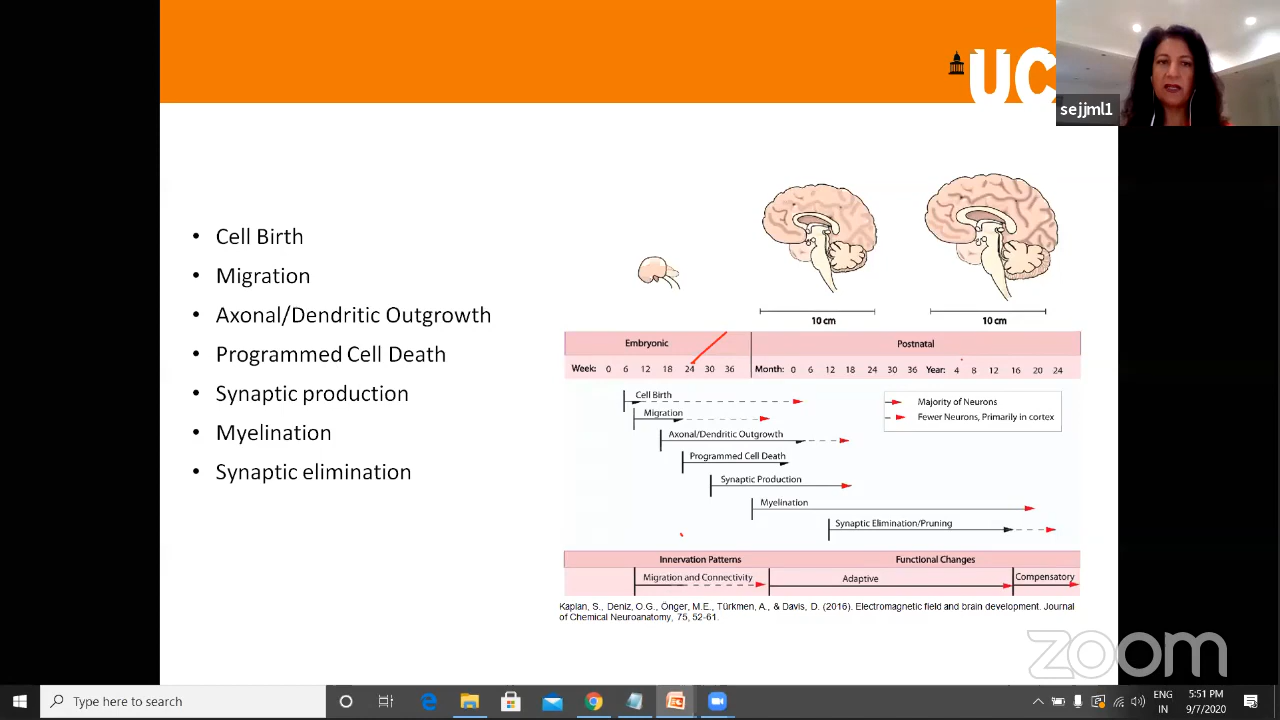 UC
sejjml1
• Cell Birth
• Migration
• Axonal/Dendritic Outgrowth
• Programmed Cell Death
• Synaptic production
• Myelination
• Synaptic elimination
10 cm 10 cm
Embryonic Postnatal
Week: 0 6 12 18 24 30 36 Month: 0 6 12 18 24 30 36 Year: 4 8 12 16 20 24
Cell Birth
Migration
Axonal/Dendritic Outgrowth
Programmed Cell Death
Synaptic Production
Myelination
Synaptic Elimination/Pruning
Majority of Neurons
Fewer Neurons, Primarily in cortex
Innervation Patterns Functional Changes
Migration and Connectivity Adaptive Compensatory
Kaplan, S., Deniz, O.G., Önger, M.E., Türkmen, A., & Davis, D. (2016). Electromagnetic field and brain development. Journal
of Chemical Neuroanatomy, 75, 52-61.
zoom
Type here to search
ENG
IN
5:51 PM
9/7/2020